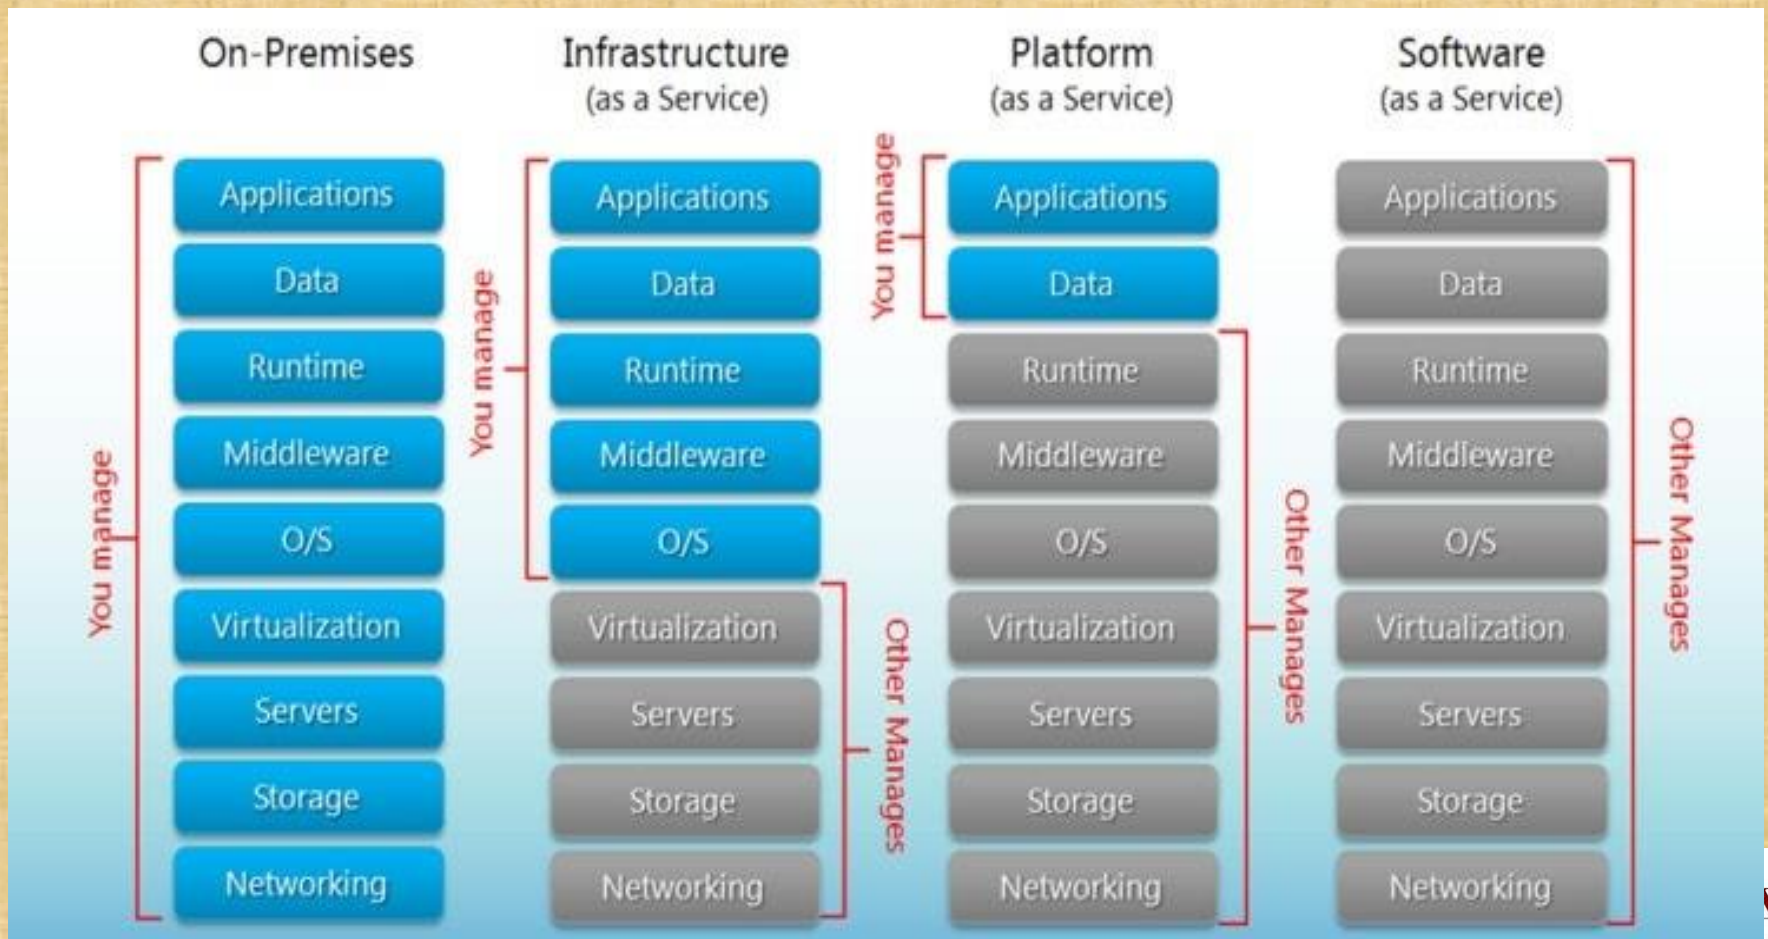 On-Premises
Applications
Data
Runtime
Middleware
O/S
Virtualization
Servers
Storage
Networking
You manage
Infrastructure
(as a Service)
Applications
Data
Runtime
Middleware
O/S
Virtualization
Servers
Storage
Networking
You manage
Other Manages
Platform
(as a Service)
Applications
Data
Runtime
Middleware
O/S
Virtualization
Servers
Storage
Networking
You manage
Other Manages
Software
(as a Service)
Applications
Data
Runtime
Middleware
O/S
Virtualization
Servers
Storage
Networking
Other Manages